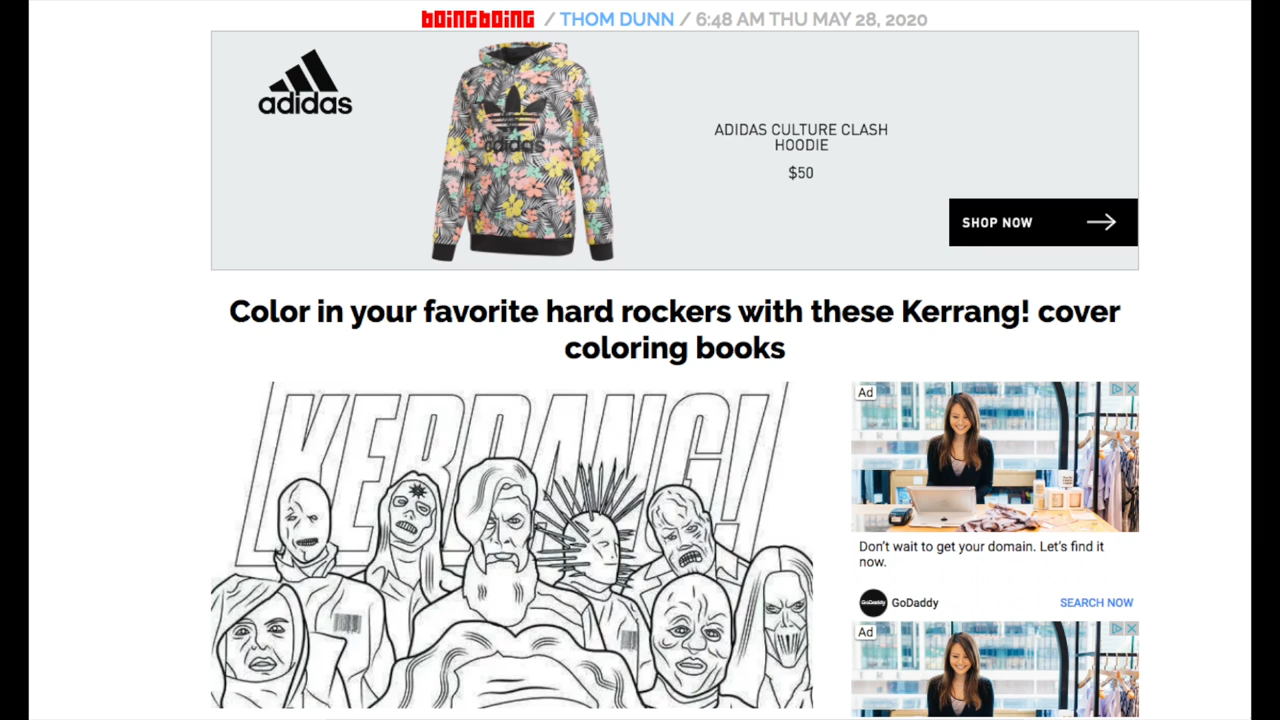 boingboing / THOM DUNN / 6:48 AM THU MAY 28, 2020
adidas
adidas
ADIDAS CULTURE CLASH
HOODIE
$50
SHOP NOW
Color in your favorite hard rockers with these Kerrang! cover
coloring books
KERRANG!
Ad
Don't wait to get your domain. Let's find it
now.
GoDaddy
GoDaddy
SEARCH NOW
Ad